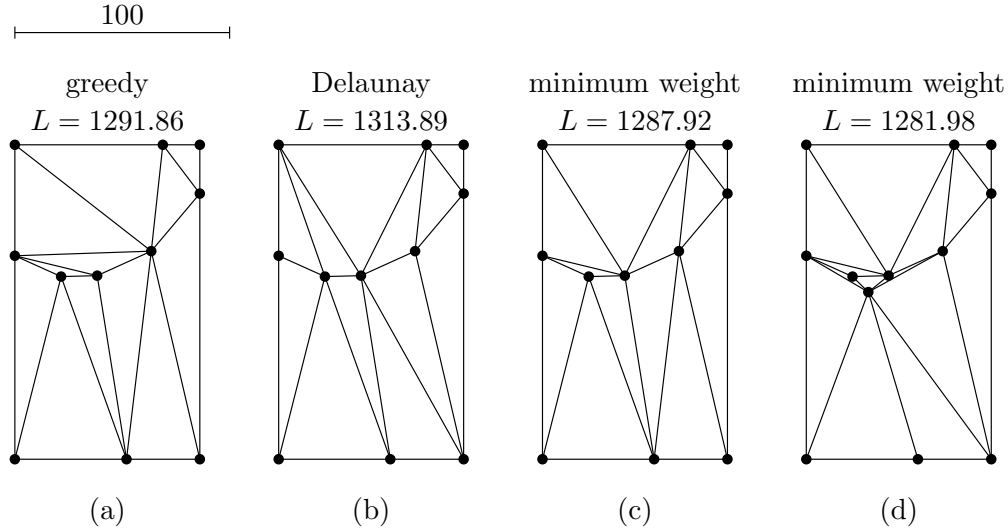 100
greedy
L = 1291.86
Delaunay
L = 1313.89
minimum weight
L = 1287.92
minimum weight
L = 1281.98
(a)
(b)
(c)
(d)